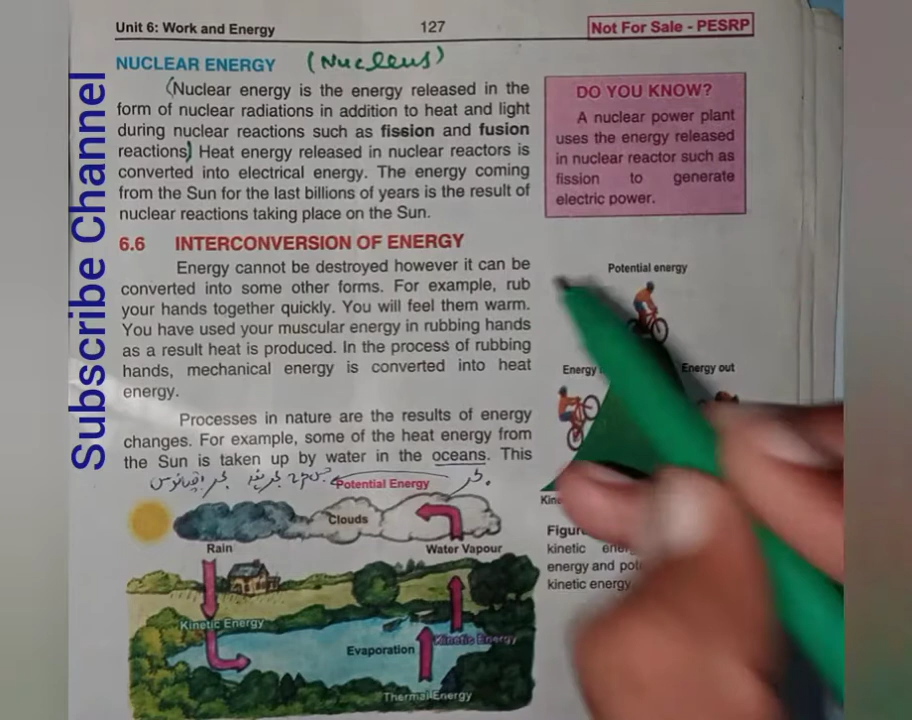 Unit 6: Work and Energy
127
Not For Sale - PESRP
NUCLEAR ENERGY (Nucleus)
(Nuclear energy is the energy released in the
form of nuclear radiations in addition to heat and light
during nuclear reactions such as fission and fusion
reactions) Heat energy released in nuclear reactors is
converted into electrical energy. The energy coming
from the Sun for the last billions of years is the result of
nuclear reactions taking place on the Sun.
DO YOU KNOW?
A nuclear power plant
uses the energy released
in nuclear reactor such as
fission to generate
electric power.
6.6 INTERCONVERSION OF ENERGY
Energy cannot be destroyed however it can be
converted into some other forms. For example, rub
your hands together quickly. You will feel them warm.
You have used your muscular energy in rubbing hands
as a result heat is produced. In the process of rubbing
hands, mechanical energy is converted into heat
energy.
Processes in nature are the results of energy
changes. For example, some of the heat energy from
the Sun is taken up by water in the oceans. This
بحر
Potential Energy
Clouds
Rain
Water Vapour
Kinetic Energy
Kinetic Energy
Evaporation
Thermal Energy
Potential energy
Energy
Energy out
kinetic
energy and
kinetic energy
Subscribe Channel